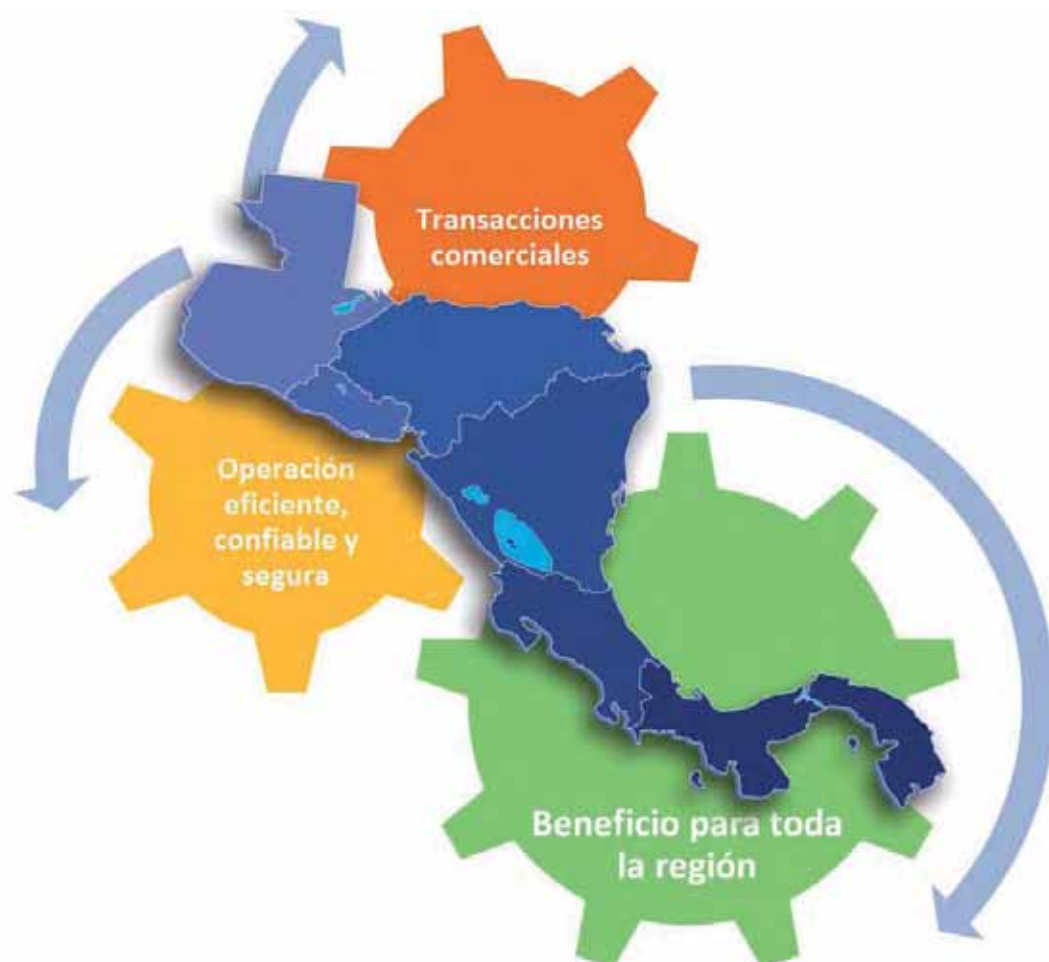 Transacciones
comerciales
Operación
eficiente,
confiable y
segura
Beneficio para toda
la región